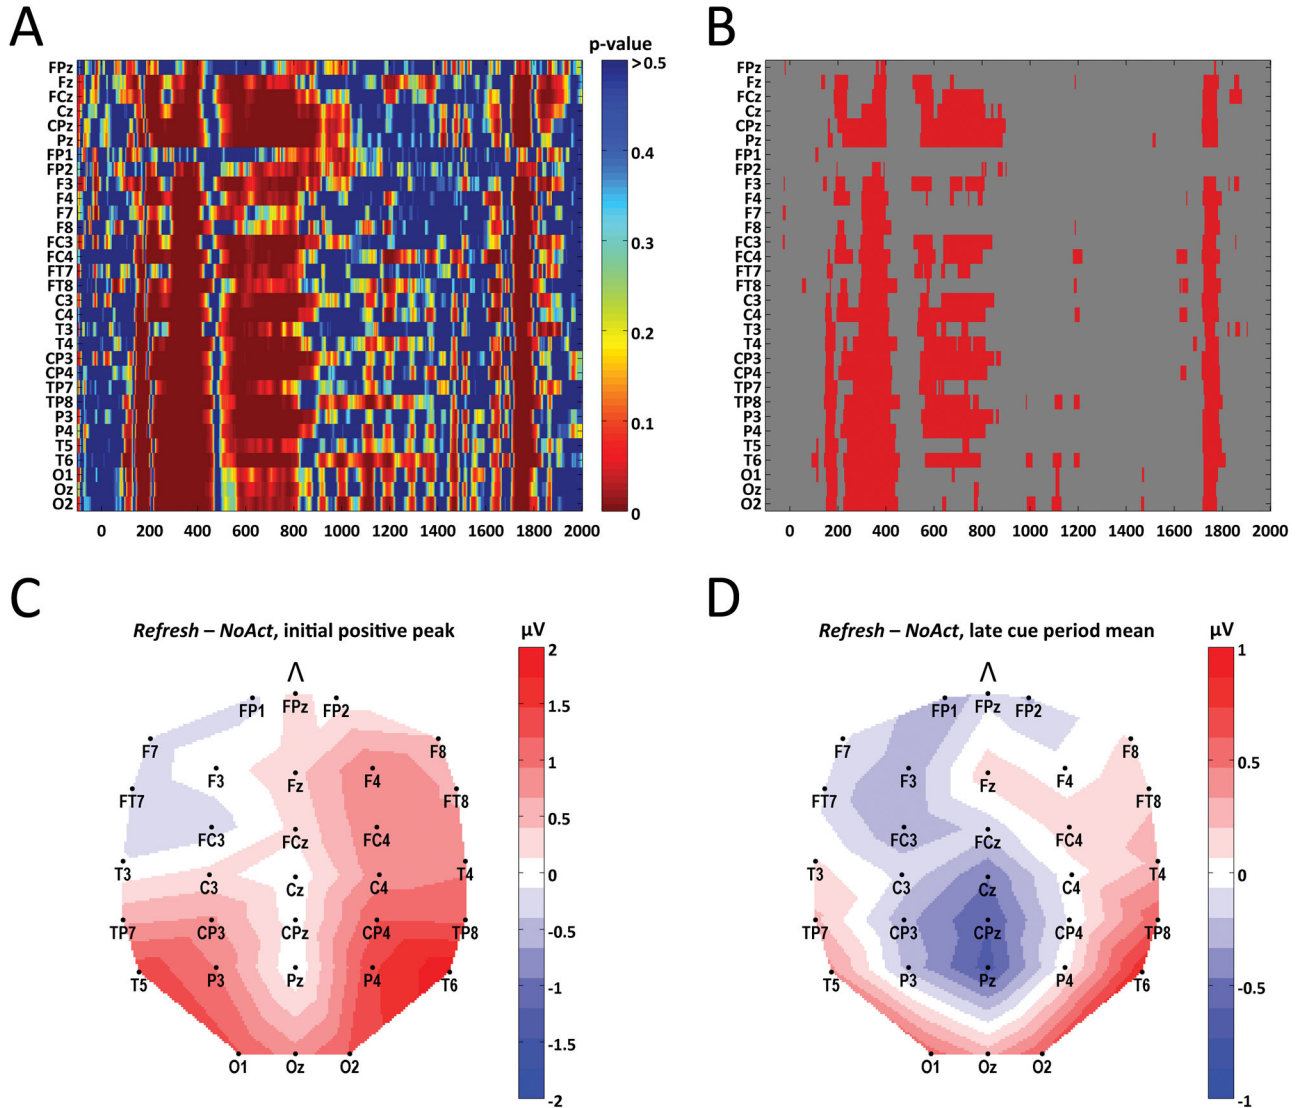 A
B
p-value
FPz
Fz
FCz
Cz
CPz
Pz
FP1
FP2
F3
F4
F7
F8
FC3
FC4
FT7
FT8
C3
C4
T3
T4
CP3
CP4
TP7
TP8
P3
P4
T5
T6
O1
Oz
O2
0 200 400 600 800 1000 1200 1400 1600 1800 2000
>0.5
0.4
0.3
0.2
0.1
0
FPz
Fz
FCz
Cz
CPz
Pz
FP1
FP2
F3
F4
F7
F8
FC3
FC4
FT7
FT8
C3
C4
T3
T4
CP3
CP4
TP7
TP8
P3
P4
T5
T6
O1
Oz
O2
0 200 400 600 800 1000 1200 1400 1600 1800 2000
C
Refresh – NoAct, initial positive peak
µV
Λ
FP1 FPz FP2
F7 F8
F3 Fz F4
FT7 FT8
FC3 FCz FC4
T3 C3 Cz C4 T4
TP7 CP3 CPz CP4 TP8
T5 P3 Pz P4 T6
O1 Oz O2
2
1.5
1
0.5
0
-0.5
-1
-1.5
-2
D
Refresh – NoAct, late cue period mean
µV
Λ
FP1 FPz FP2
F7 F8
F3 Fz F4
FT7 FT8
FC3 FCz FC4
T3 C3 Cz C4 T4
TP7 CP3 CPz CP4 TP8
T5 P3 Pz P4 T6
O1 Oz O2
1
0.5
0
-0.5
-1